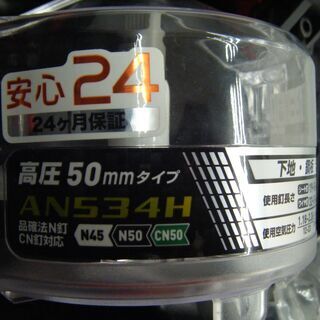 安心24
24ヶ月保証
高圧50mmタイプ
AN534H
品確法N釘
CN釘対応
N45 N50 CN50
下地・
使用釘長さ
使用空気圧力